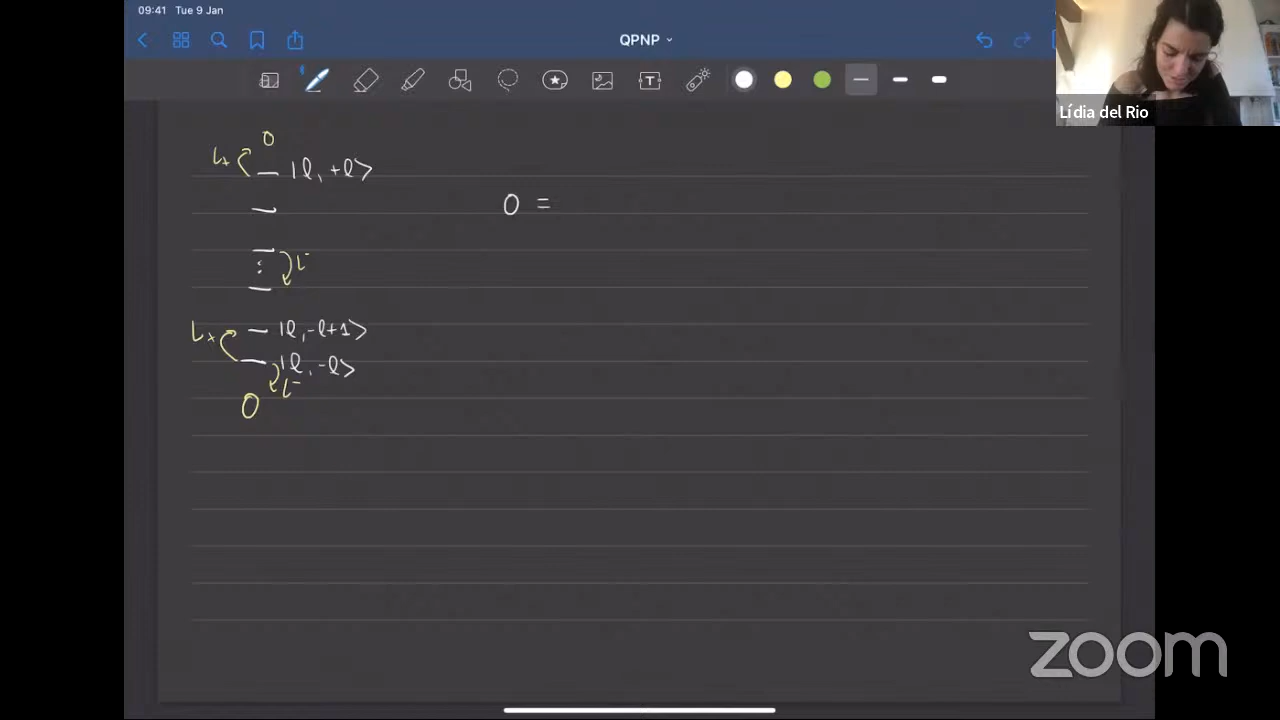 09:41 Tue 9 Jan
QPNP
Lídia del Rio
0
L+ |l, +l>
0 =
L-
L+ |l, -l+1>
|l, -l>
L-
0
zoom